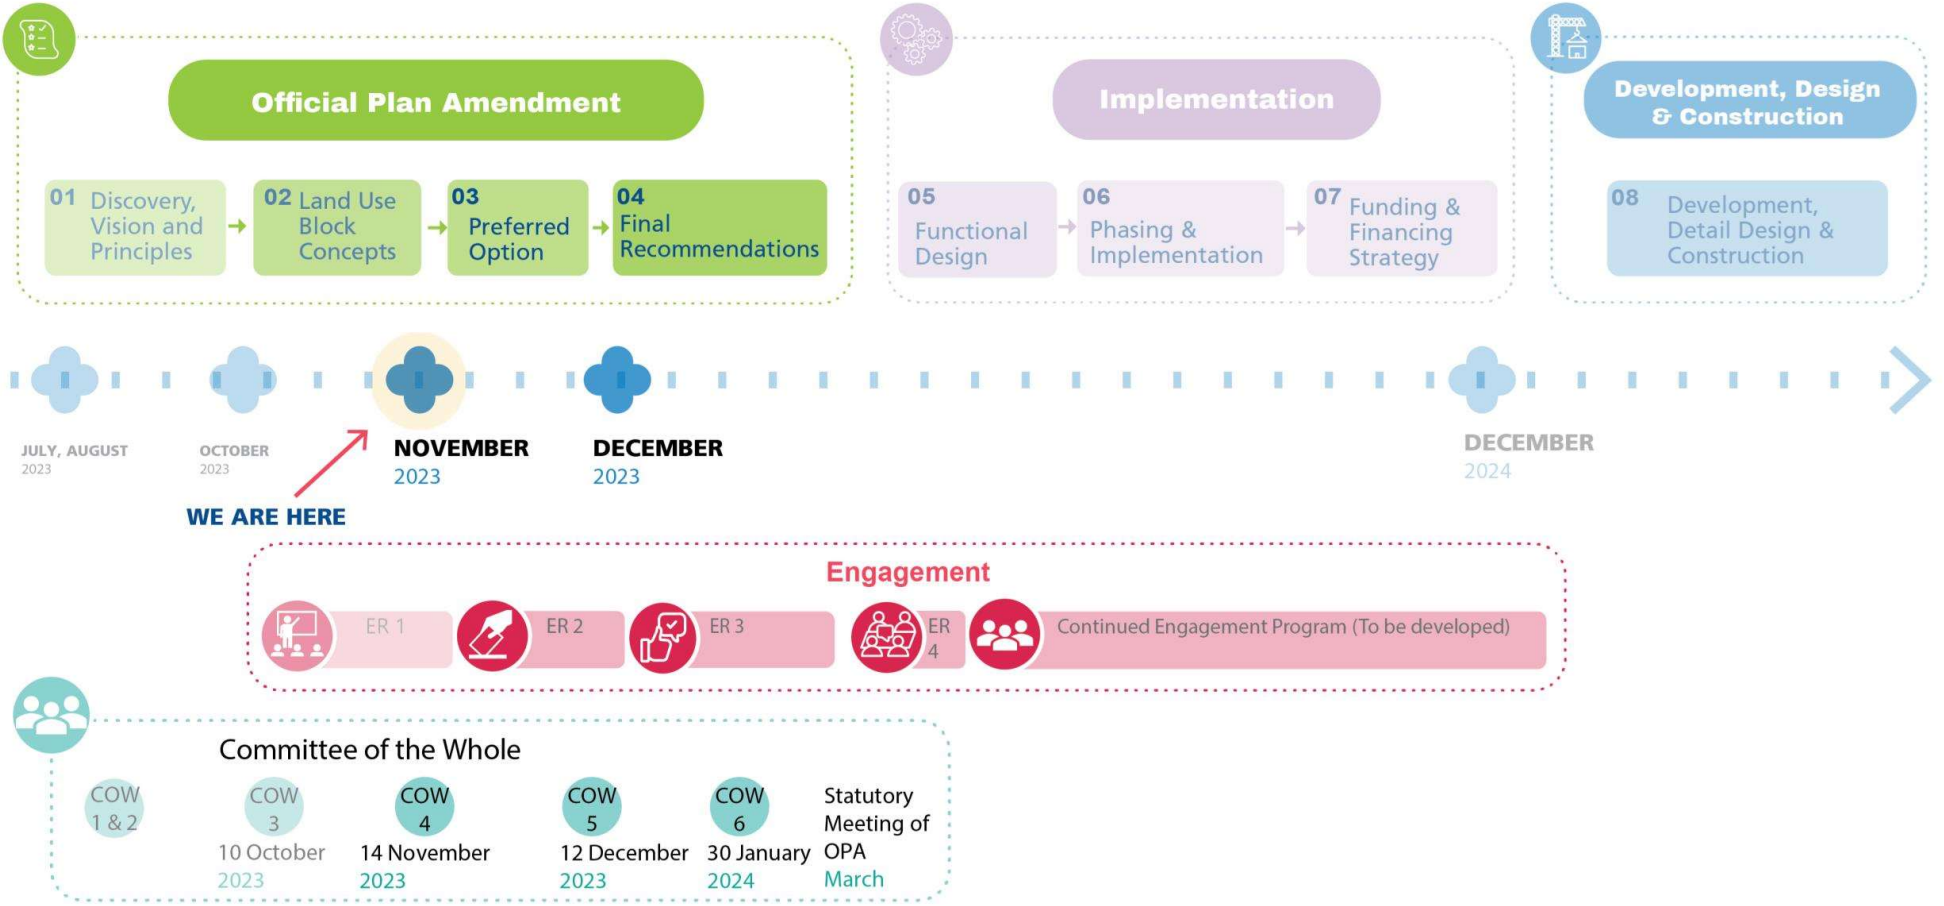 Official Plan Amendment
Implementation
Development, Design
& Construction
01 Discovery,
Vision and
Principles
02 Land Use
Block
Concepts
03
Preferred
Option
04
Final
Recommendations
05
Functional
Design
06
Phasing &
Implementation
07 Funding &
Financing
Strategy
08 Development,
Detail Design &
Construction
JULY, AUGUST
2023
OCTOBER
2023
NOVEMBER
2023
DECEMBER
2023
DECEMBER
2024
WE ARE HERE
Engagement
ER 1
ER 2
ER 3
ER
4
Continued Engagement Program (To be developed)
Committee of the Whole
COW
1 & 2
COW
3
10 October
2023
COW
4
14 November
2023
COW
5
12 December
2023
COW
6
30 January
2024
Statutory
Meeting of
OPA
March